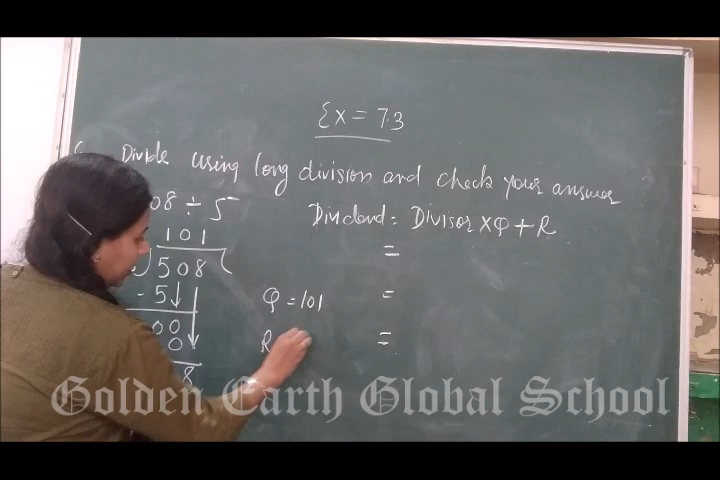 Ex = 7.3
Divide using long division and check your answer
08 ÷ 5
Dividend = Divisor × Q + R
101
=
) 508 (
- 5
Q = 101
=
00
R
=
0
8
Golden Earth Global School